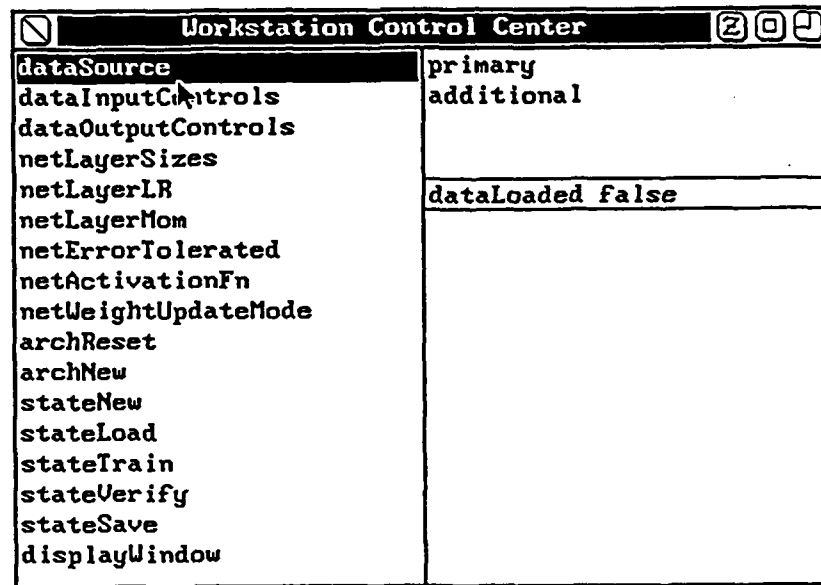 Workstation Control Center
dataSource
dataInputControls
dataOutputControls
netLayerSizes
netLayerLR
netLayerMom
netErrorTolerated
netActivationFn
netWeightUpdateMode
archReset
archNew
stateNew
stateLoad
stateTrain
stateVerify
stateSave
displayWindow
primary
additional
dataLoaded false